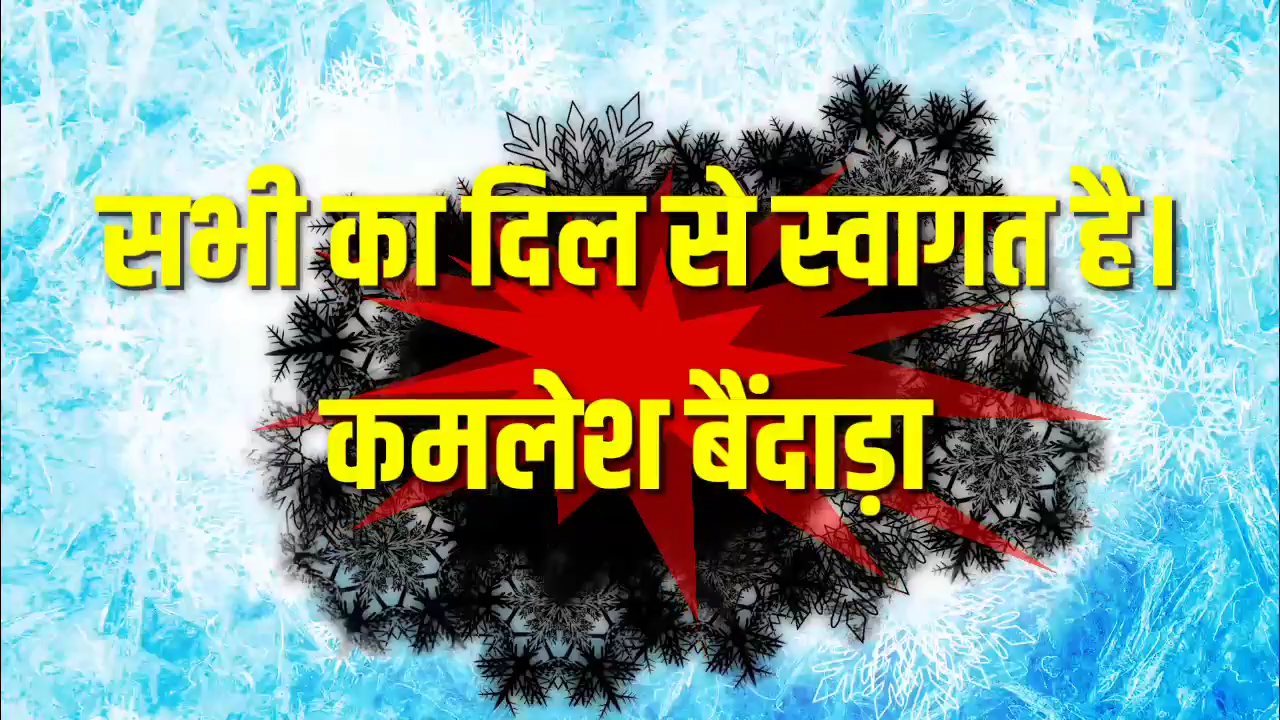 सभी का दिल से स्वागत है।
कमलेश बैंदाड़ा